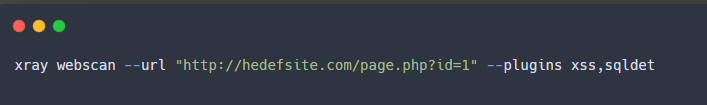 xray webscan --url "http://hedefsite.com/page.php?id=1" --plugins xss,sqldet